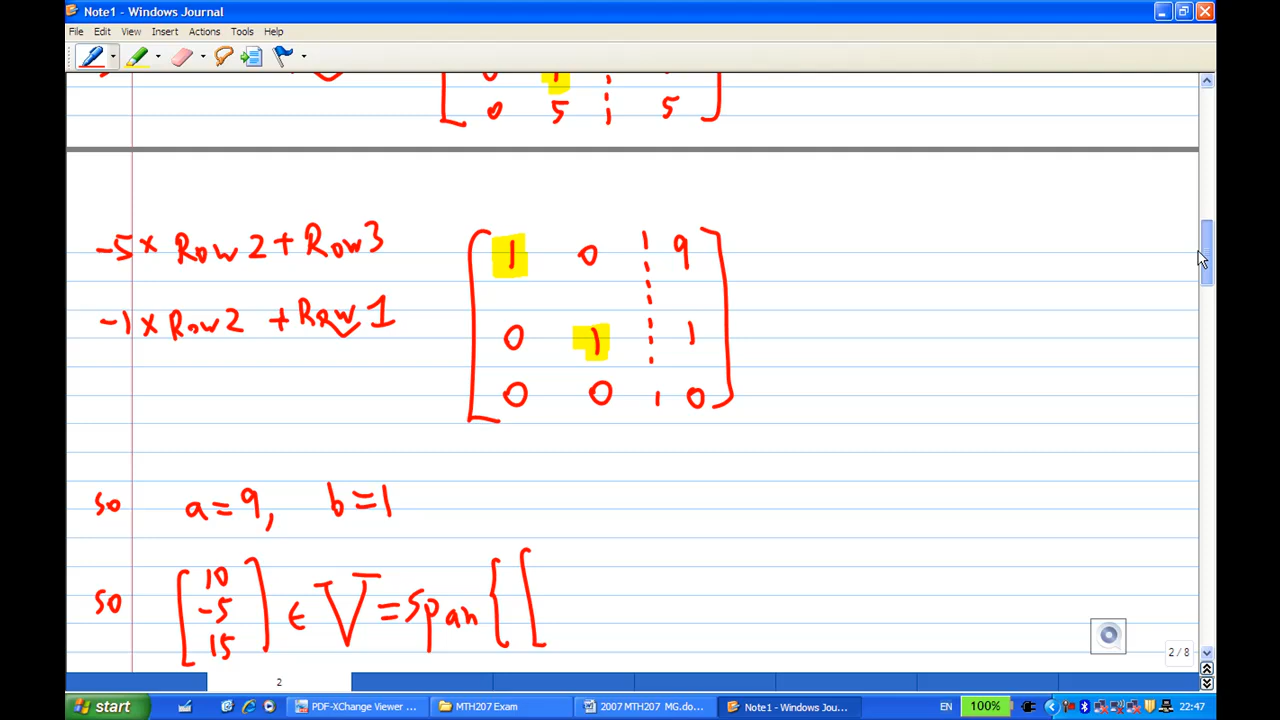 Note1 - Windows Journal
File Edit View Insert Actions Tools Help
0 5 5
-5 × Row 2 + Row 3
1 0 9
-1 × Row 2 + Row 1
0 1 1
0 0 0
so a = 9, b = 1
so [10 -5 15] ∈ V = Span { [
2 / 8
2
start
PDF-XChange Viewer ...
MTH207 Exam
2007 MTH207 MG.do...
Note1 - Windows Jou...
EN
100%
22:47